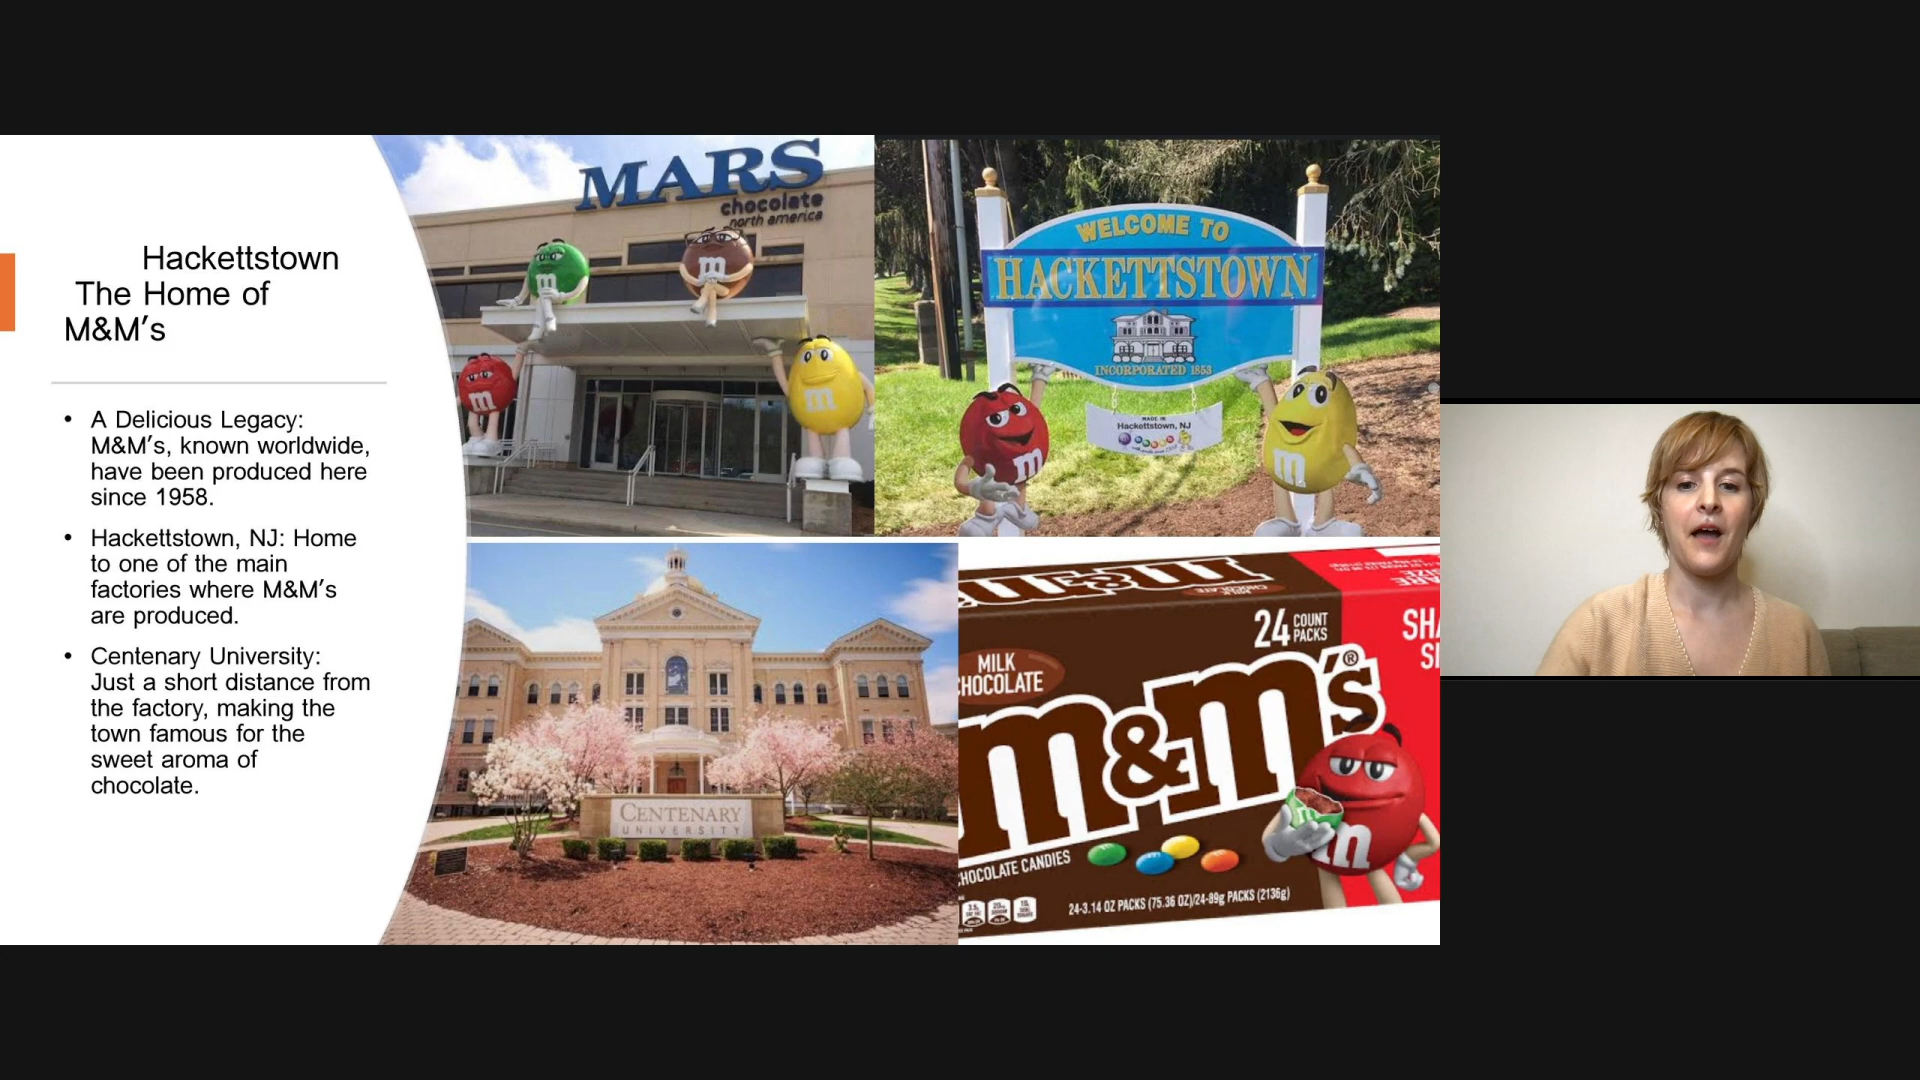 Hackettstown
The Home of
M&M's
• A Delicious Legacy:
M&M's, known worldwide,
have been produced here
since 1958.
• Hackettstown, NJ: Home
to one of the main
factories where M&M's
are produced.
• Centenary University:
Just a short distance from
the factory, making the
town famous for the
sweet aroma of
chocolate.
MARS
chocolate
north america
m
m
m
m
WELCOME TO
HACKETTSTOWN
INCORPORATED 1853
MADE IN
Hackettstown, NJ
m
m
CENTENARY
UNIVERSITY
m&m's
24 COUNT
PACKS
MILK
CHOCOLATE
m&m's®
CHOCOLATE CANDIES
24-3.14 OZ PACKS (75.36 OZ)/24-89g PACKS (2136g)
m